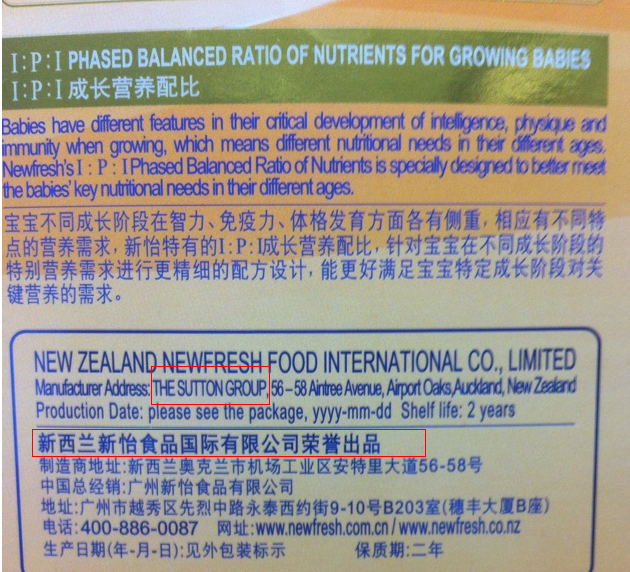 I:P:I PHASED BALANCED RATIO OF NUTRIENTS FOR GROWING BABIES
I:P:I 成长营养配比
Babies have different features in their critical development of intelligence, physique and
immunity when growing, which means different nutritional needs in their different ages.
Newfresh's I:P:I Phased Balanced Ratio of Nutrients is specially designed to better meet
the babies' key nutritional needs in their different ages.
宝宝不同成长阶段在智力、免疫力、体格发育方面各有侧重，相应有不同特
点的营养需求，新怡特有的I:P:I成长营养配比，针对宝宝在不同成长阶段的
特别营养需求进行更精细的配方设计，能更好满足宝宝特定成长阶段对关
键营养的需求。
NEW ZEALAND NEWFRESH FOOD INTERNATIONAL CO., LIMITED
Manufacturer Address: THE SUTTON GROUP, 56–58 Aintree Avenue, Airport Oaks,Auckland, New Zealand
Production Date: please see the package, yyyy-mm-dd Shelf life: 2 years
新西兰新怡食品国际有限公司荣誉出品
制造商地址:新西兰奥克兰市机场工业区安特里大道56-58号
中国总经销:广州新怡食品有限公司
地址:广州市越秀区先烈中路永泰西约街9-10号B203室(穗丰大厦B座)
电话:400-886-0087 网址:www.newfresh.com.cn / www.newfresh.co.nz
生产日期(年-月-日):见外包装标示 保质期:二年